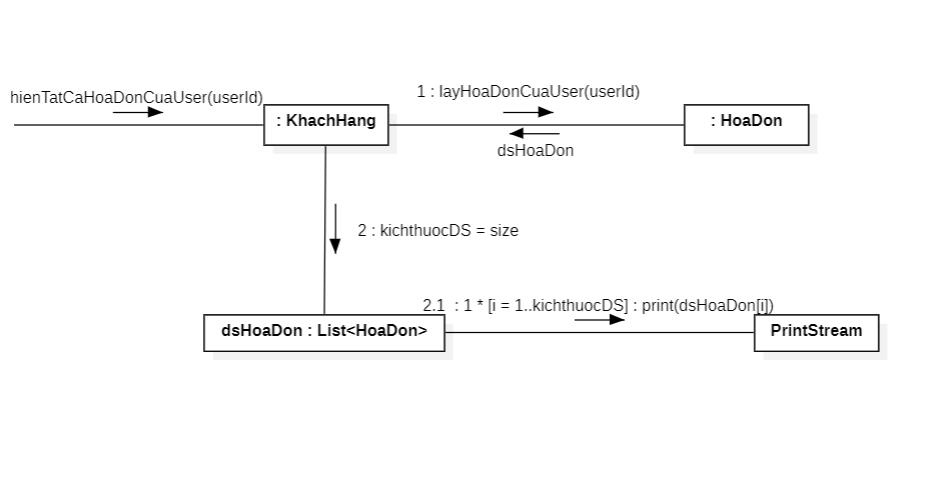 hienTatCaHoaDonCuaUser(userId)
1 : layHoaDonCuaUser(userId)
: KhachHang
: HoaDon
dsHoaDon
2 : kichthuocDS = size
2.1 : 1 * [i = 1..kichthuocDS] : print(dsHoaDon[i])
dsHoaDon : List<HoaDon>
PrintStream